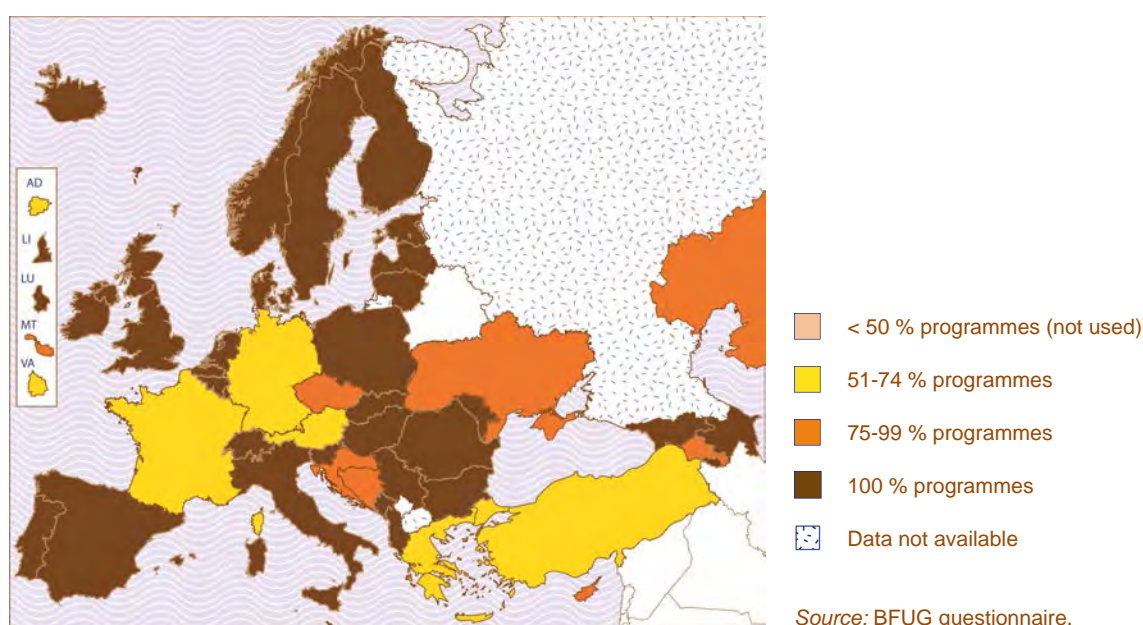 AD
LI
LU
MT
VA
< 50 % programmes (not used)
51-74 % programmes
75-99 % programmes
100 % programmes
Data not available
Source: BFUG questionnaire.